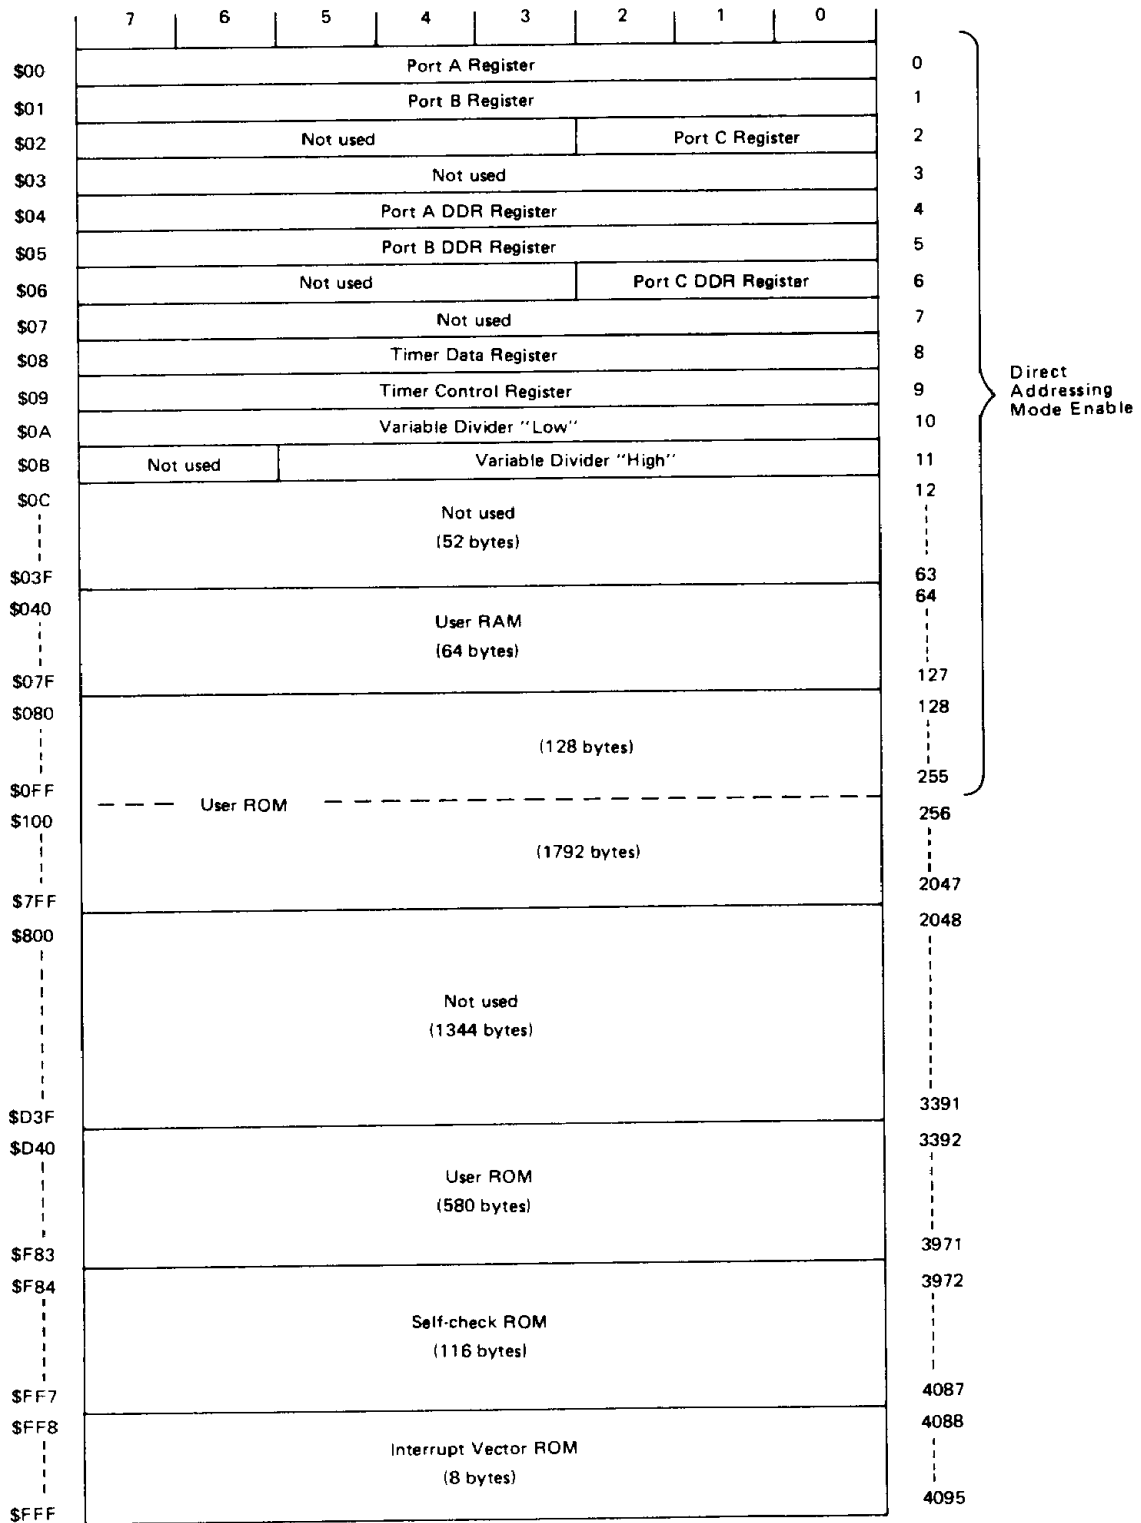 7 6 5 4 3 2 1 0
$00 Port A Register 0
$01 Port B Register 1
$02 Not used Port C Register 2
$03 Not used 3
$04 Port A DDR Register 4
$05 Port B DDR Register 5
$06 Not used Port C DDR Register 6
$07 Not used 7
$08 Timer Data Register 8
$09 Timer Control Register 9
$0A Variable Divider "Low" 10
$0B Not used Variable Divider "High" 11
$0C 12
Not used
(52 bytes)
$03F 63
$040 64
User RAM
(64 bytes)
$07F 127
$080 128
(128 bytes)
$0FF 255
User ROM
$100 256
(1792 bytes)
$7FF 2047
$800 2048
Not used
(1344 bytes)
$D3F 3391
$D40 3392
User ROM
(580 bytes)
$F83 3971
$F84 3972
Self-check ROM
(116 bytes)
$FF7 4087
$FF8 4088
Interrupt Vector ROM
(8 bytes)
$FFF 4095
Direct
Addressing
Mode Enable